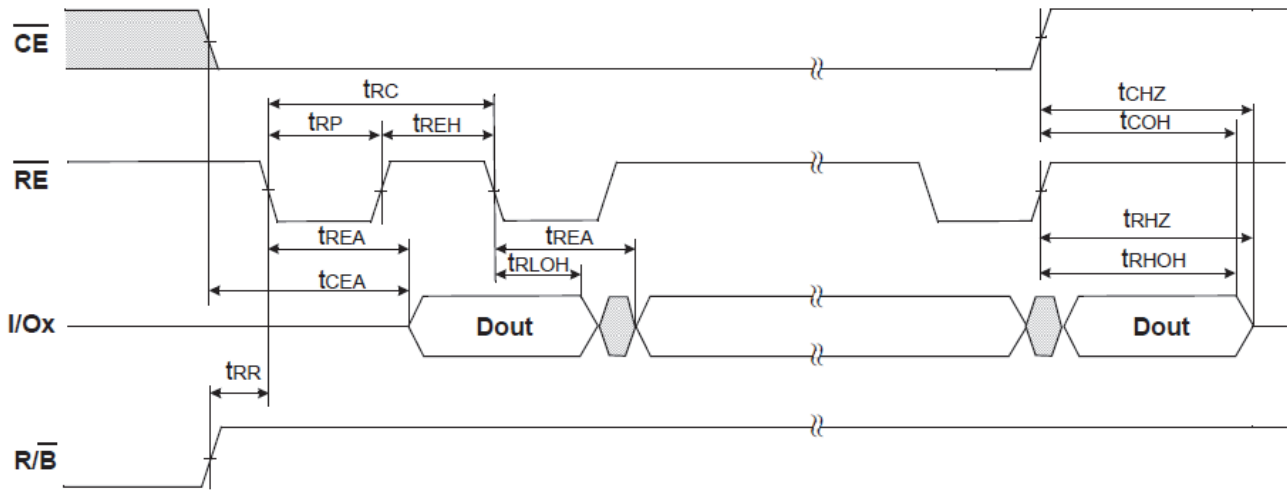 CE
tRC
tCHZ
tRP
tREH
tCOH
RE
tREA
tREA
tRHZ
tRLOH
tCEA
tRHOH
I/Ox
Dout
Dout
tRR
R/B